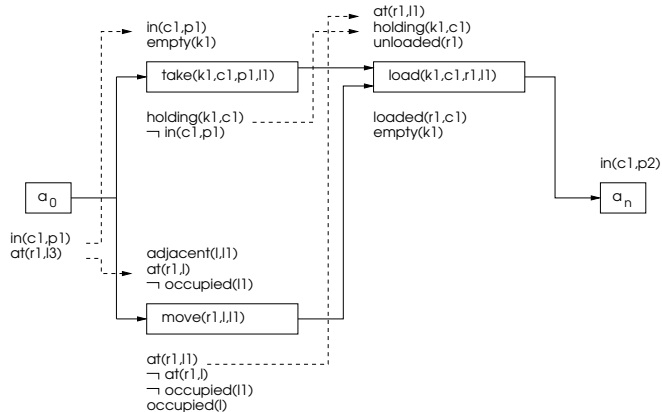 in(c1,p1)
empty(k1)
at(r1,l1)
holding(k1,c1)
unloaded(r1)
take(k1,c1,p1,l1)
load(k1,c1,r1,l1)
holding(k1,c1)
¬ in(c1,p1)
loaded(r1,c1)
empty(k1)
in(c1,p2)
a0
an
in(c1,p1)
at(r1,l3)
adjacent(l,l1)
at(r1,l)
¬ occupied(l1)
move(r1,l,l1)
at(r1,l1)
¬ at(r1,l)
¬ occupied(l1)
occupied(l)